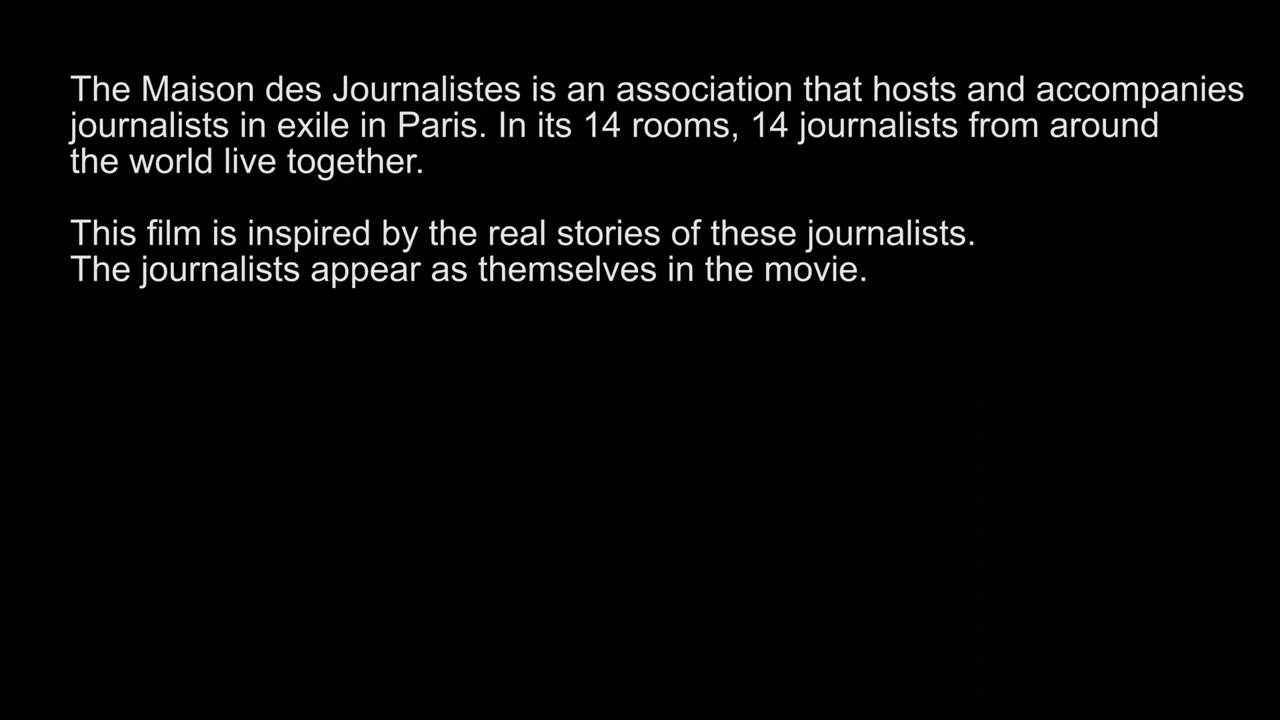 The Maison des Journalistes is an association that hosts and accompanies
journalists in exile in Paris. In its 14 rooms, 14 journalists from around
the world live together.
This film is inspired by the real stories of these journalists.
The journalists appear as themselves in the movie.